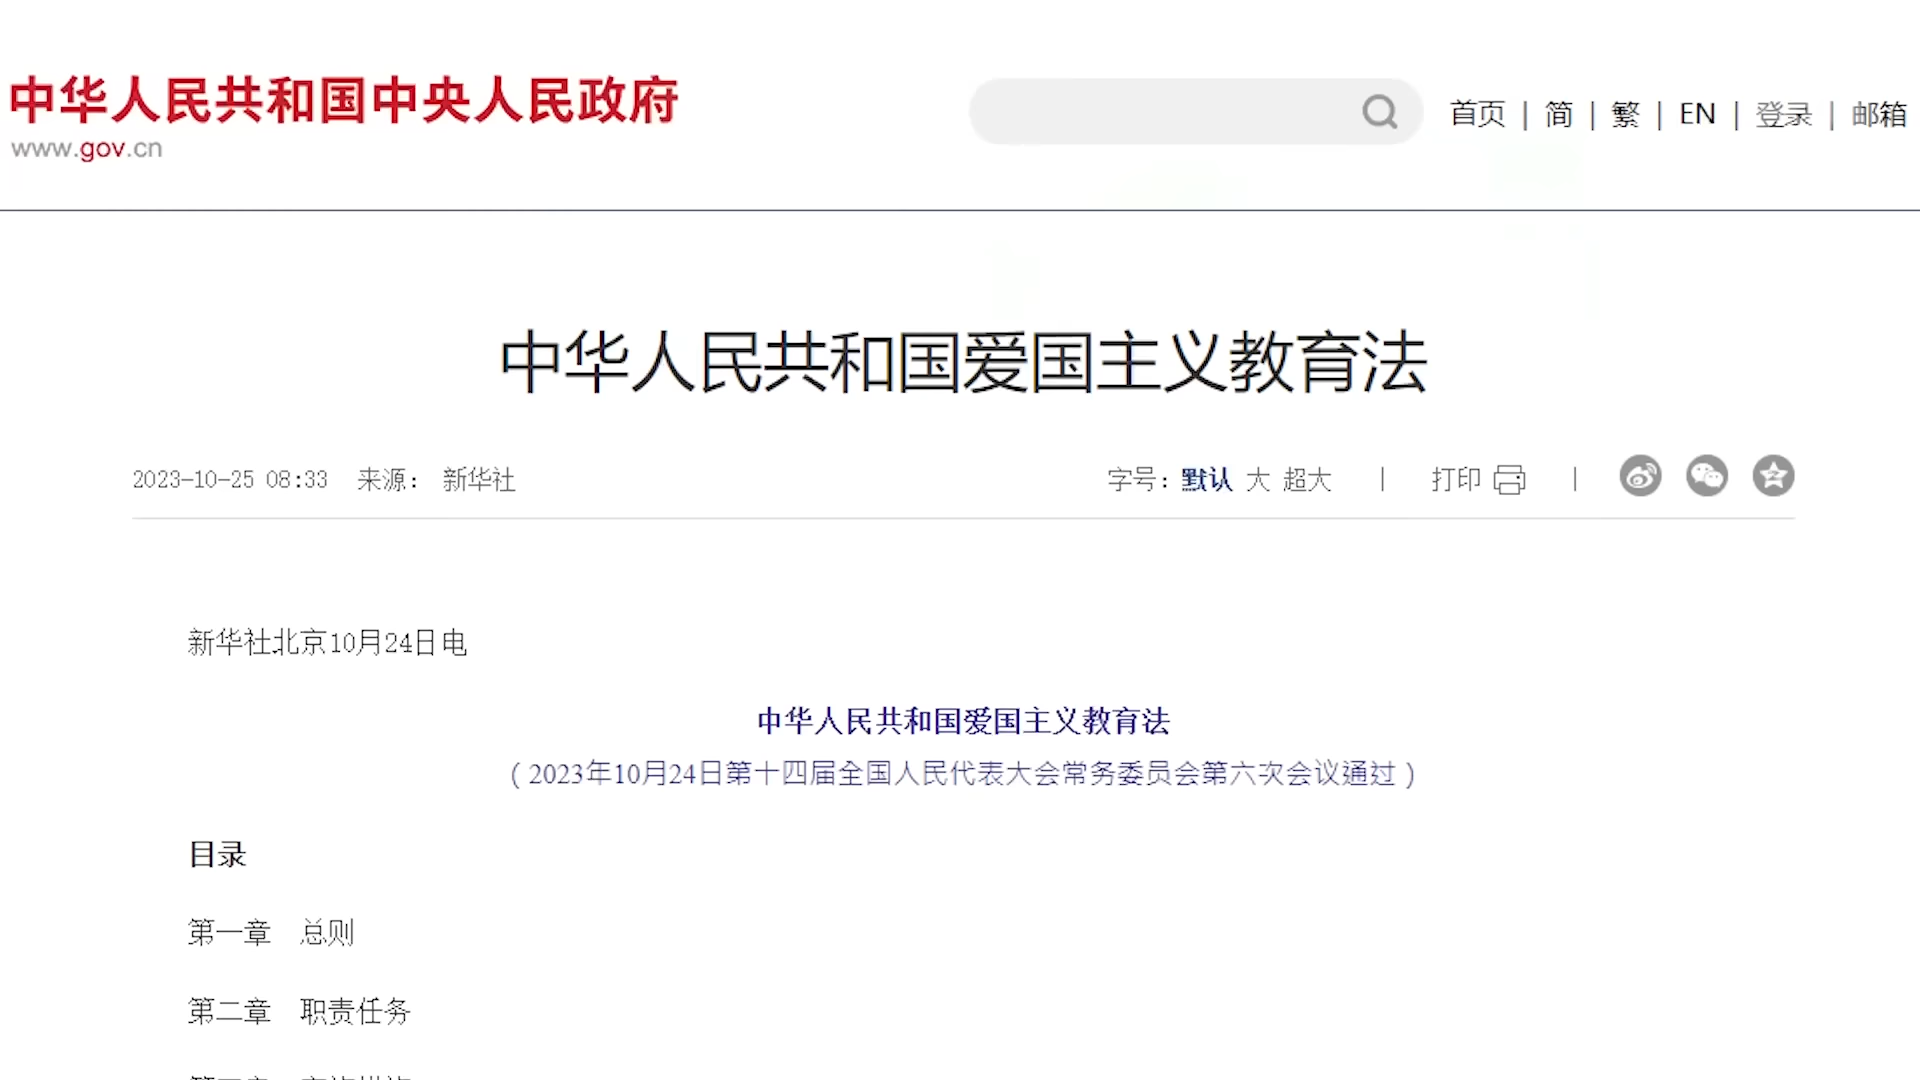 中华人民共和国中央人民政府
www.gov.cn
首页 | 简 | 繁 | EN | 登录 | 邮箱
中华人民共和国爱国主义教育法
2023-10-25 08:33 来源： 新华社
字号：默认 大 超大 | 打印 |
新华社北京10月24日电
中华人民共和国爱国主义教育法
（2023年10月24日第十四届全国人民代表大会常务委员会第六次会议通过）
目录
第一章 总则
第二章 职责任务